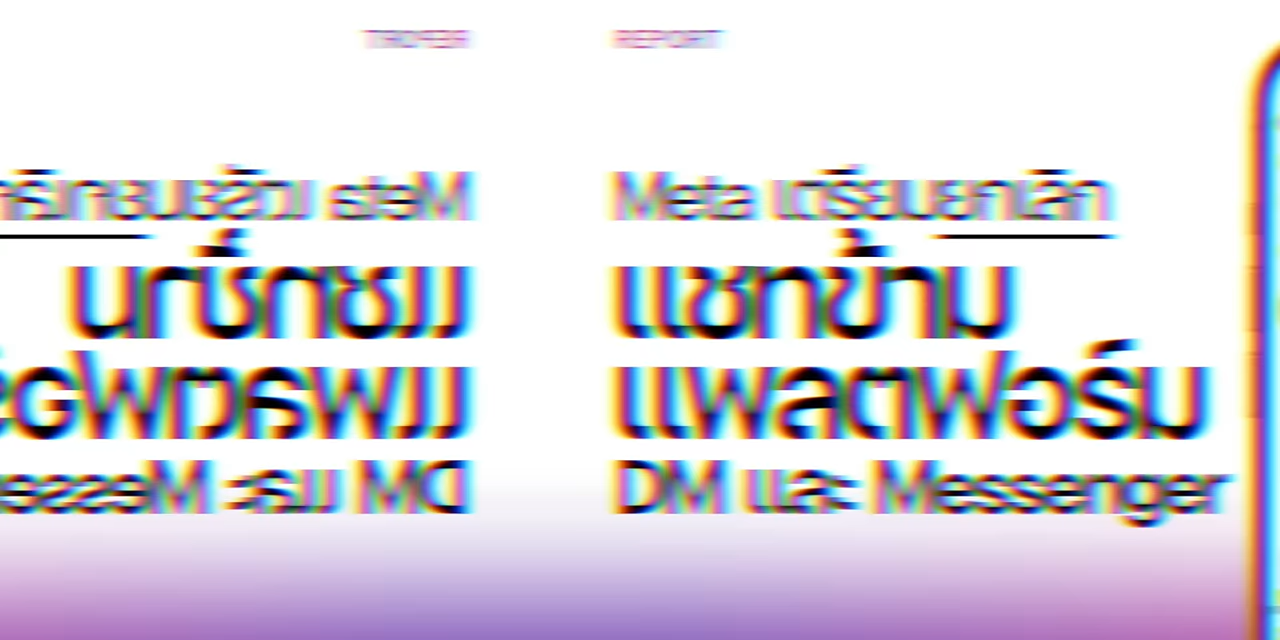 REPORT
Meta เตรียมยกเลิก
แชทข้าม
แพลตฟอร์ม
DM และ Messenger